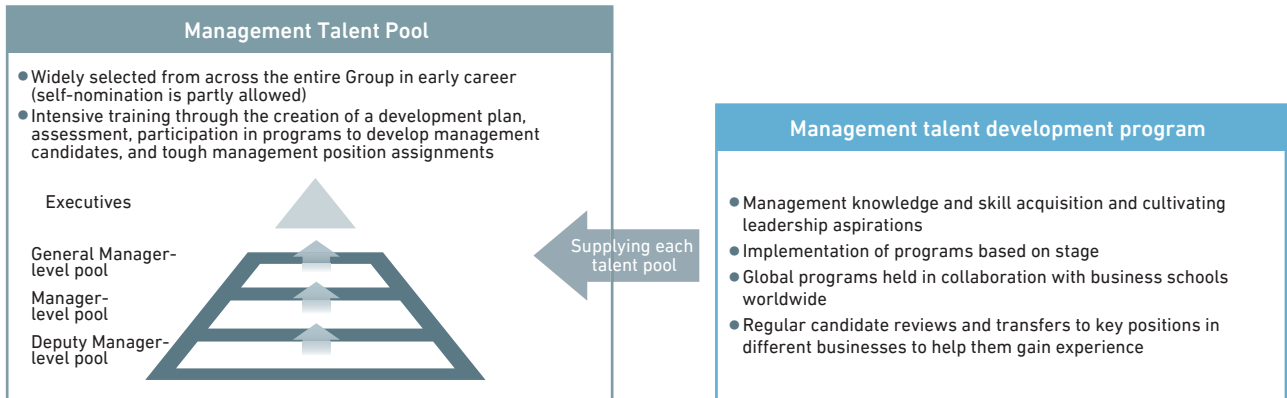 Management Talent Pool
● Widely selected from across the entire Group in early career
(self-nomination is partly allowed)
● Intensive training through the creation of a development plan,
assessment, participation in programs to develop management
candidates, and tough management position assignments
Executives
General Manager-
level pool
Manager-
level pool
Deputy Manager-
level pool
Supplying each
talent pool
Management talent development program
● Management knowledge and skill acquisition and cultivating
leadership aspirations
● Implementation of programs based on stage
● Global programs held in collaboration with business schools
worldwide
● Regular candidate reviews and transfers to key positions in
different businesses to help them gain experience